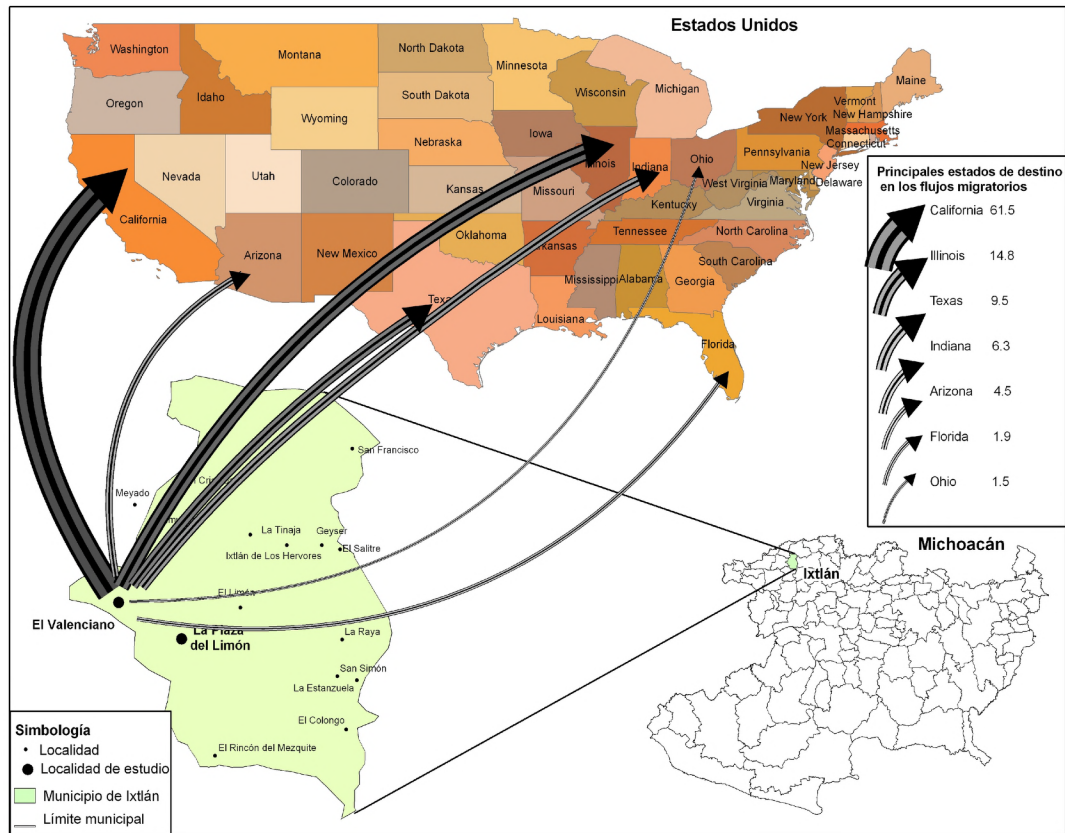 Estados Unidos
Washington
Montana
North Dakota
Minnesota
Maine
Oregon
Idaho
South Dakota
Wisconsin
Michigan
Vermont
New York
New Hampshire
Wyoming
Iowa
Massachusetts
Nebraska
Connecticut
Pennsylvania
New Jersey
Nevada
Utah
Colorado
Kansas
Missouri
Illinois
Indiana
Ohio
West Virginia
Maryland
Delaware
Virginia
Kentucky
California
Arizona
New Mexico
Oklahoma
Arkansas
Tennessee
North Carolina
South Carolina
Mississippi
Alabama
Georgia
Texas
Louisiana
Florida
Principales estados de destino
en los flujos migratorios
California 61.5
Illinois 14.8
Texas 9.5
Indiana 6.3
Arizona 4.5
Florida 1.9
Ohio 1.5
San Francisco
Meyado
La Tinaja
Geyser
Ixtlán de Los Hervores
El Salitre
El Limón
El Valenciano
La Plaza
del Limón
La Raya
San Simón
La Estanzuela
El Colongo
El Rincón del Mezquite
Michoacán
Ixtlán
Simbología
Localidad
Localidad de estudio
Municipio de Ixtlán
Límite municipal